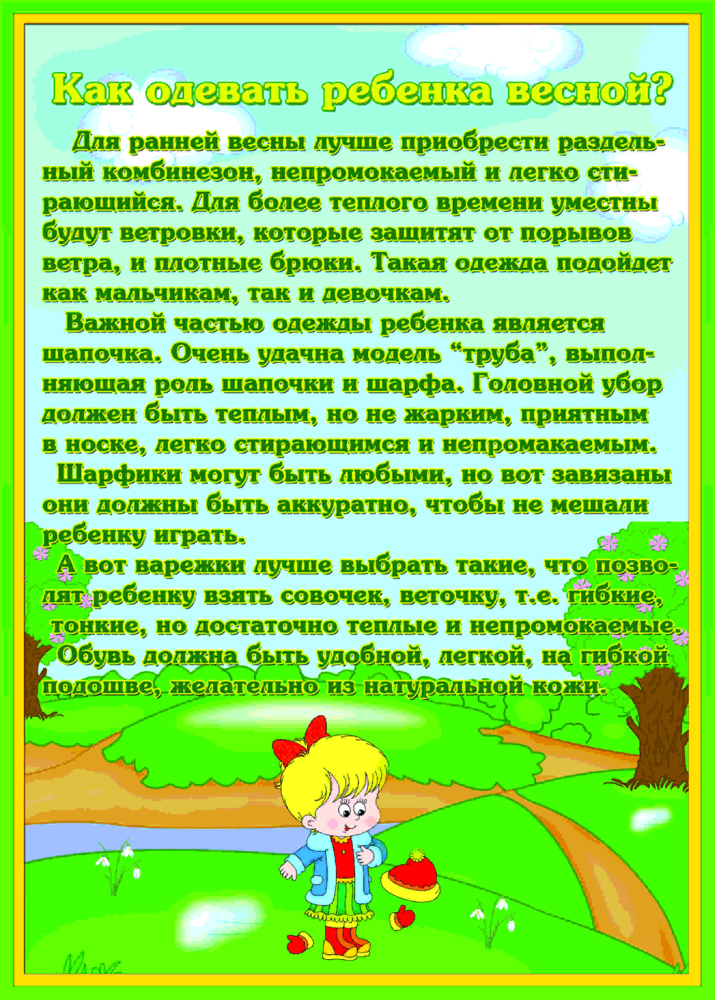 Как одевать ребенка весной?
Для ранней весны лучше приобрести раздель-
ный комбинезон, непромокаемый и легко сти-
рающийся. Для более теплого времени уместны
будут ветровки, которые защитят от порывов
ветра, и плотные брюки. Такая одежда подойдет
как мальчикам, так и девочкам.
Важной частью одежды ребенка является
шапочка. Очень удачна модель “труба”, выпол-
няющая роль шапочки и шарфа. Головной убор
должен быть теплым, но не жарким, приятным
в носке, легко стирающимся и непромакаемым.
Шарфики могут быть любыми, но вот завязаны
они должны быть аккуратно, чтобы не мешали
ребенку играть.
А вот варежки лучше выбрать такие, что позво-
лят ребенку взять совочек, веточку, т.е. гибкие,
тонкие, но достаточно теплые и непромокаемые.
Обувь должна быть удобной, легкой, на гибкой
подошве, желательно из натуральной кожи.